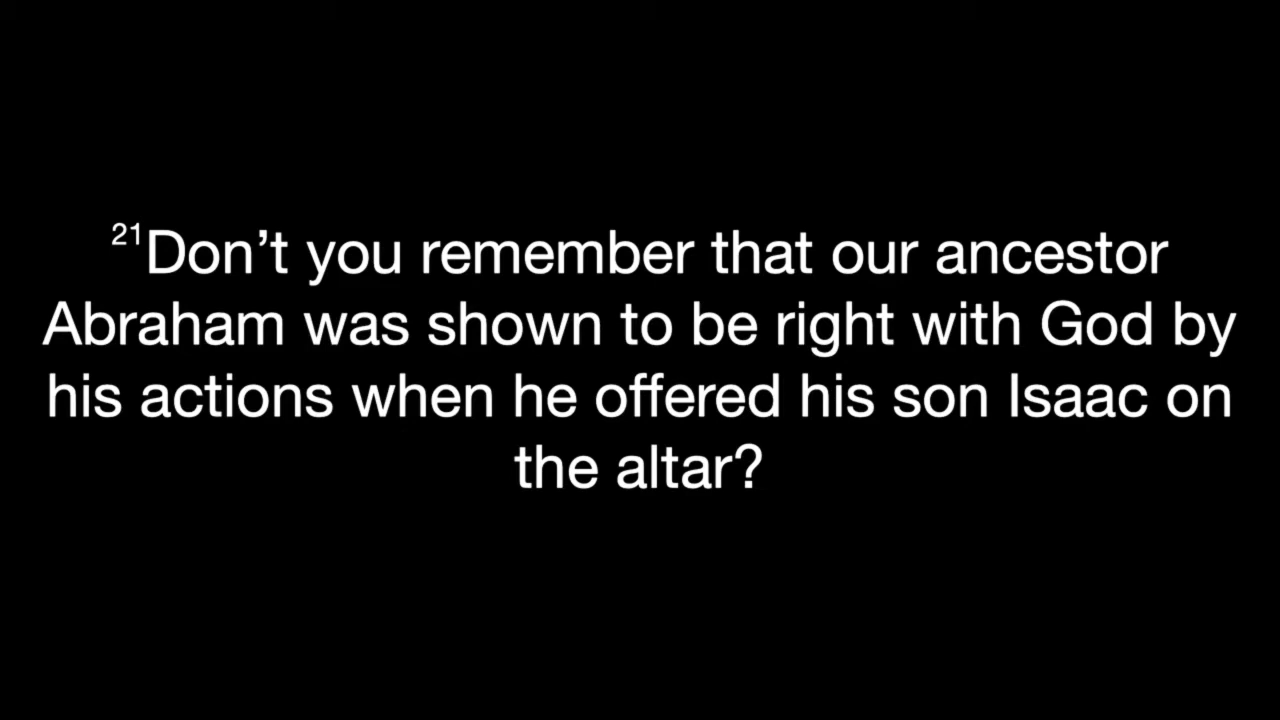 21Don’t you remember that our ancestor
Abraham was shown to be right with God by
his actions when he offered his son Isaac on
the altar?